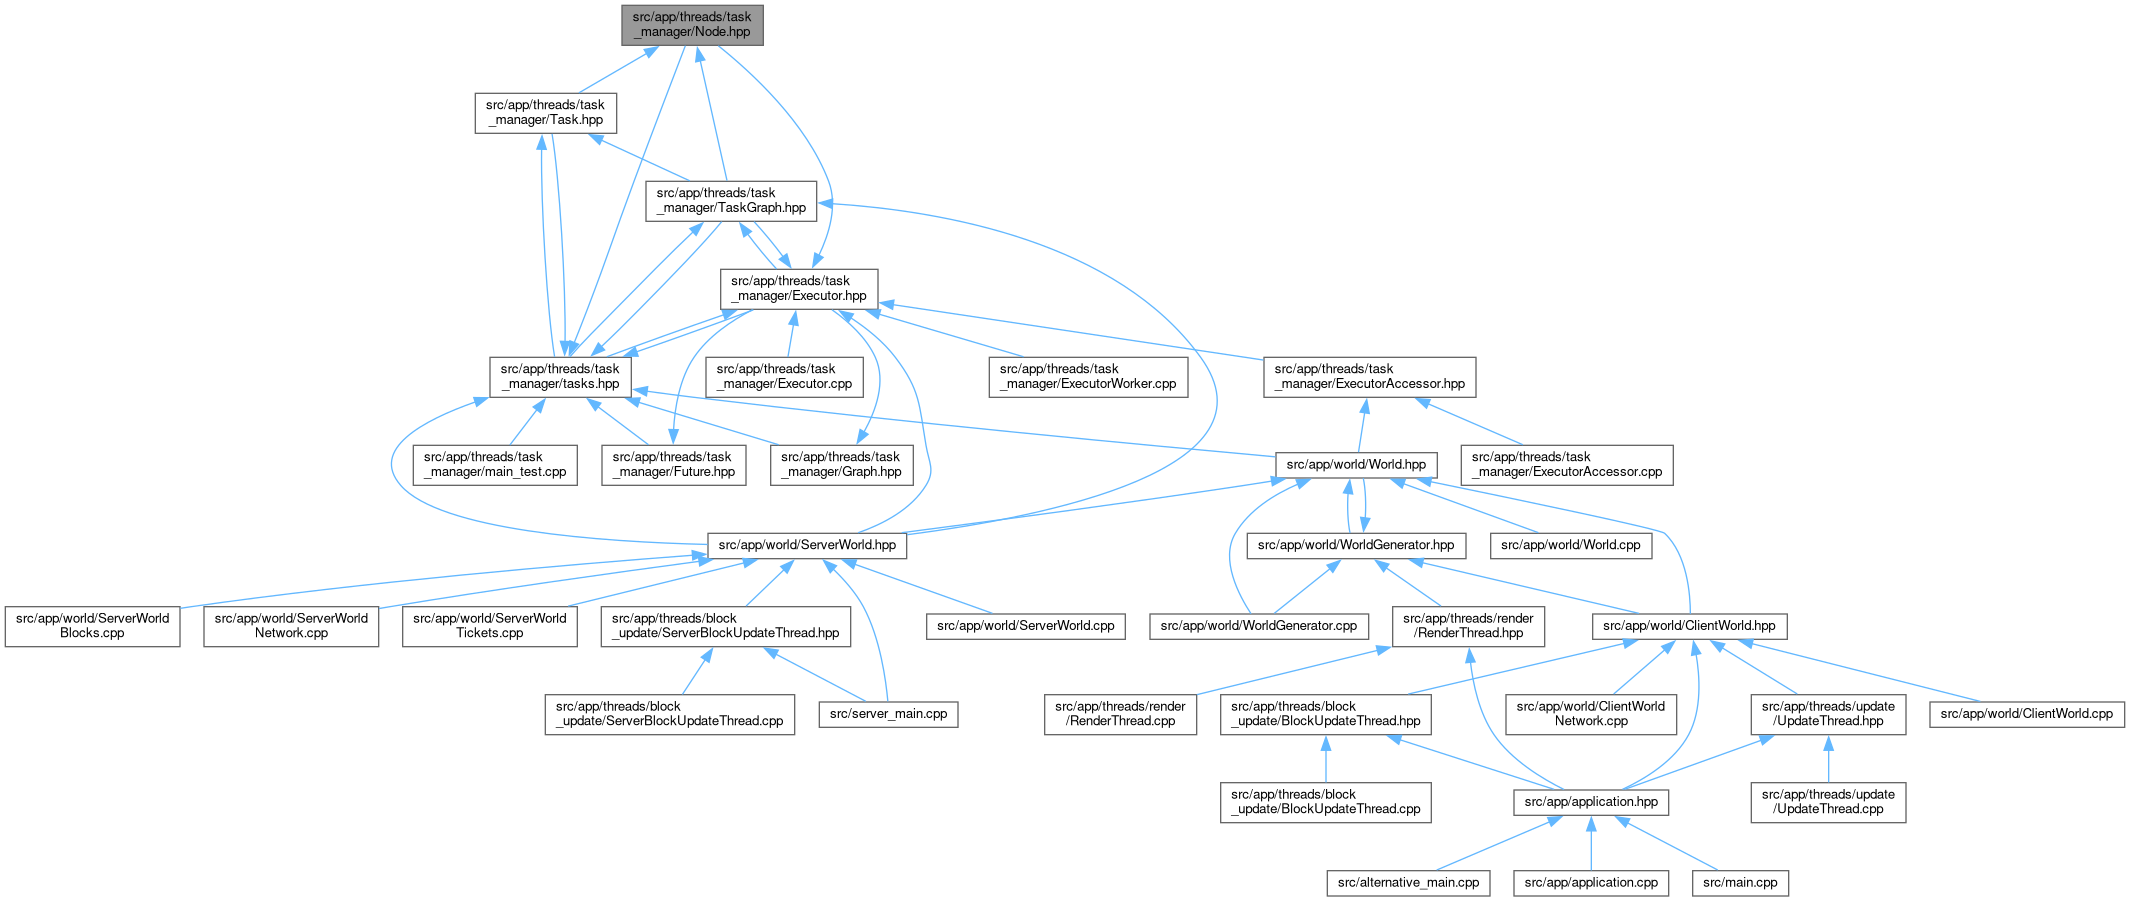 src/app/threads/task
_manager/Node.hpp
src/app/threads/task
_manager/Task.hpp
src/app/threads/task
_manager/TaskGraph.hpp
src/app/threads/task
_manager/Executor.hpp
src/app/threads/task
_manager/tasks.hpp
src/app/threads/task
_manager/Executor.cpp
src/app/threads/task
_manager/ExecutorWorker.cpp
src/app/threads/task
_manager/ExecutorAccessor.hpp
src/app/threads/task
_manager/main_test.cpp
src/app/threads/task
_manager/Future.hpp
src/app/threads/task
_manager/Graph.hpp
src/app/world/World.hpp
src/app/threads/task
_manager/ExecutorAccessor.cpp
src/app/world/ServerWorld.hpp
src/app/world/WorldGenerator.hpp
src/app/world/World.cpp
src/app/world/ServerWorld
Blocks.cpp
src/app/world/ServerWorld
Network.cpp
src/app/world/ServerWorld
Tickets.cpp
src/app/threads/block
_update/ServerBlockUpdateThread.hpp
src/app/world/ServerWorld.cpp
src/app/world/WorldGenerator.cpp
src/app/threads/render
/RenderThread.hpp
src/app/world/ClientWorld.hpp
src/app/threads/block
_update/ServerBlockUpdateThread.cpp
src/server_main.cpp
src/app/threads/render
/RenderThread.cpp
src/app/threads/block
_update/BlockUpdateThread.hpp
src/app/world/ClientWorld
Network.cpp
src/app/threads/update
/UpdateThread.hpp
src/app/world/ClientWorld.cpp
src/app/threads/block
_update/BlockUpdateThread.cpp
src/app/application.hpp
src/app/threads/update
/UpdateThread.cpp
src/alternative_main.cpp
src/app/application.cpp
src/main.cpp